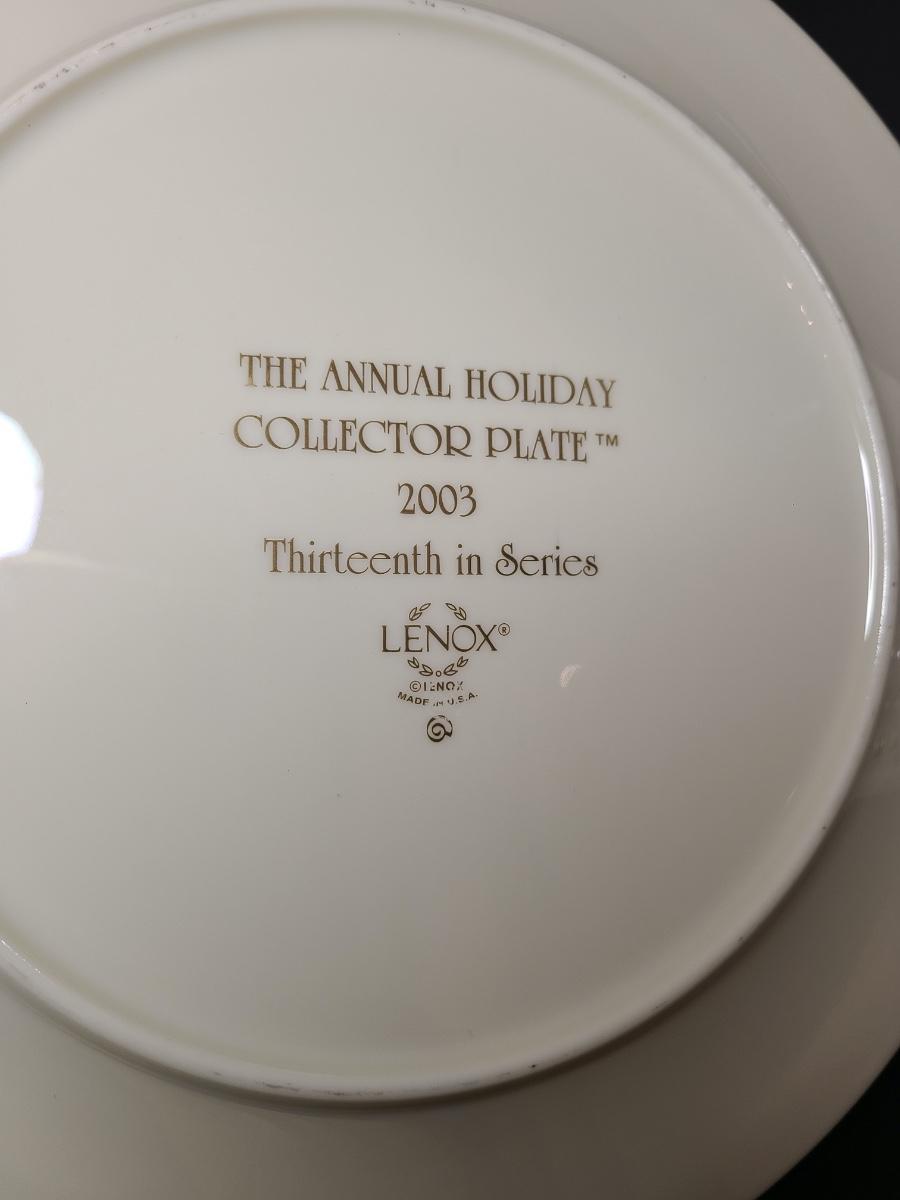 THE ANNUAL HOLIDAY
COLLECTOR PLATE™
2003
Thirteenth in Series
LENOX®
©LENOX
MADE IN U.S.A.